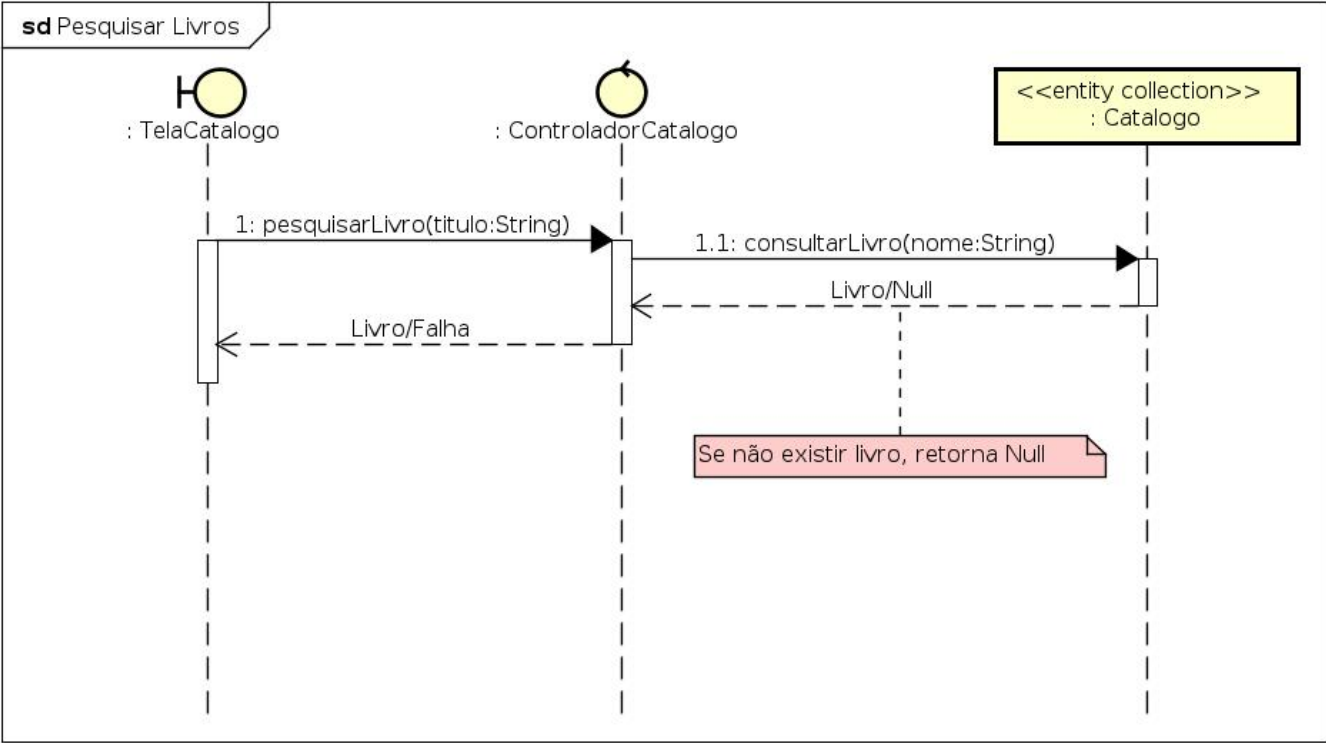 sd Pesquisar Livros
: TelaCatalogo
: ControladorCatalogo
<<entity collection>>
: Catalogo
1: pesquisarLivro(titulo:String)
1.1: consultarLivro(nome:String)
Livro/Null
Livro/Falha
Se não existir livro, retorna Null